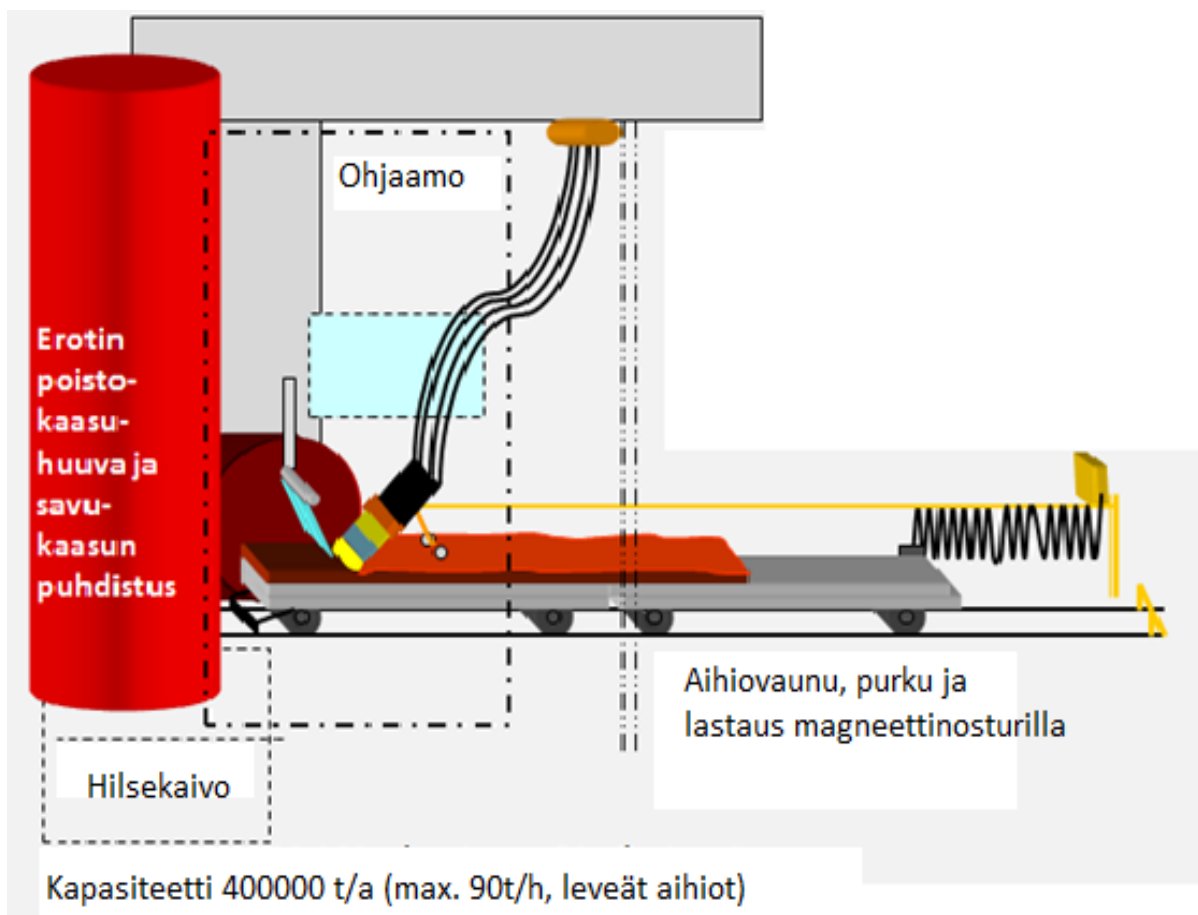 Ohjaamo
Erotin
poisto-
kaasu-
huuva ja
savu-
kaasun
puhdistus
Aihiovaunu, purku ja
lastaus magneettinosturilla
Hilsekaivo
Kapasiteetti 400000 t/a (max. 90t/h, leveät aihiot)